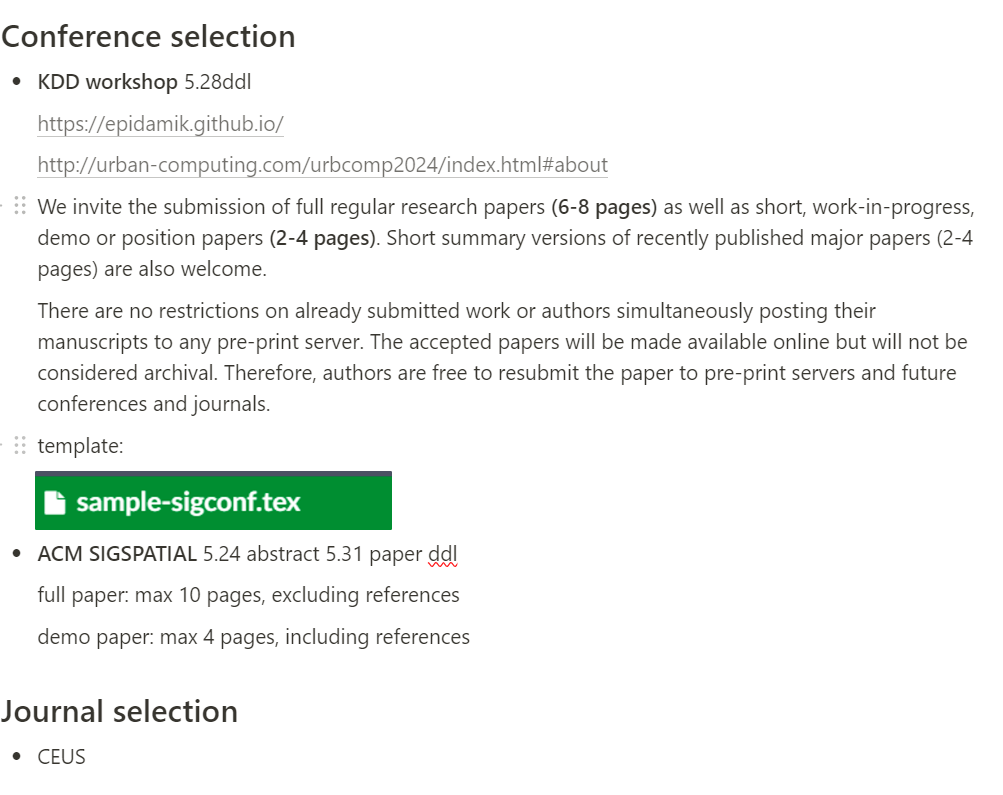 Conference selection
KDD workshop 5.28ddl
https://epidamik.github.io/
http://urban-computing.com/urbcomp2024/index.html#about
We invite the submission of full regular research papers (6-8 pages) as well as short, work-in-progress,
demo or position papers (2-4 pages). Short summary versions of recently published major papers (2-4
pages) are also welcome.
There are no restrictions on already submitted work or authors simultaneously posting their
manuscripts to any pre-print server. The accepted papers will be made available online but will not be
considered archival. Therefore, authors are free to resubmit the paper to pre-print servers and future
conferences and journals.
template:
sample-sigconf.tex
ACM SIGSPATIAL 5.24 abstract 5.31 paper ddl
full paper: max 10 pages, excluding references
demo paper: max 4 pages, including references
Journal selection
CEUS